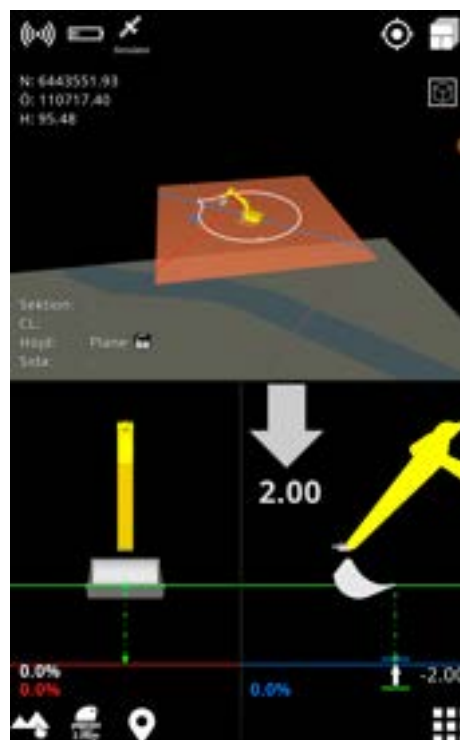 Simulator
N: 6443551.93
Ö: 110717.40
H: 95.48
Sektion:
CL:
Höjd: Plane:
Sida:
2.00
0.0%
0.0%
0.0%
-2.00